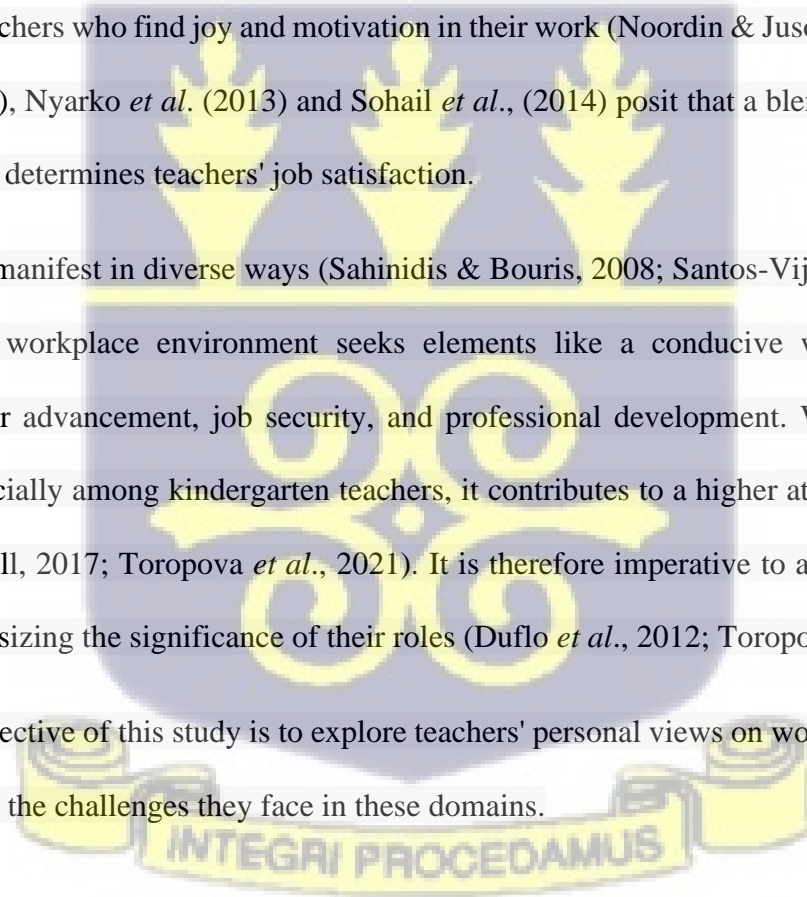 chers who find joy and motivation in their work (Noordin & Juso
), Nyarko et al. (2013) and Sohail et al., (2014) posit that a blen
determines teachers' job satisfaction.
manifest in diverse ways (Sahinidis & Bouris, 2008; Santos-Vij
workplace environment seeks elements like a conducive w
r advancement, job security, and professional development. W
cially among kindergarten teachers, it contributes to a higher at
ll, 2017; Toropova et al., 2021). It is therefore imperative to a
sizing the significance of their roles (Duflo et al., 2012; Toropo
ective of this study is to explore teachers' personal views on wo
the challenges they face in these domains.
INTEGRI PROCEDAMUS